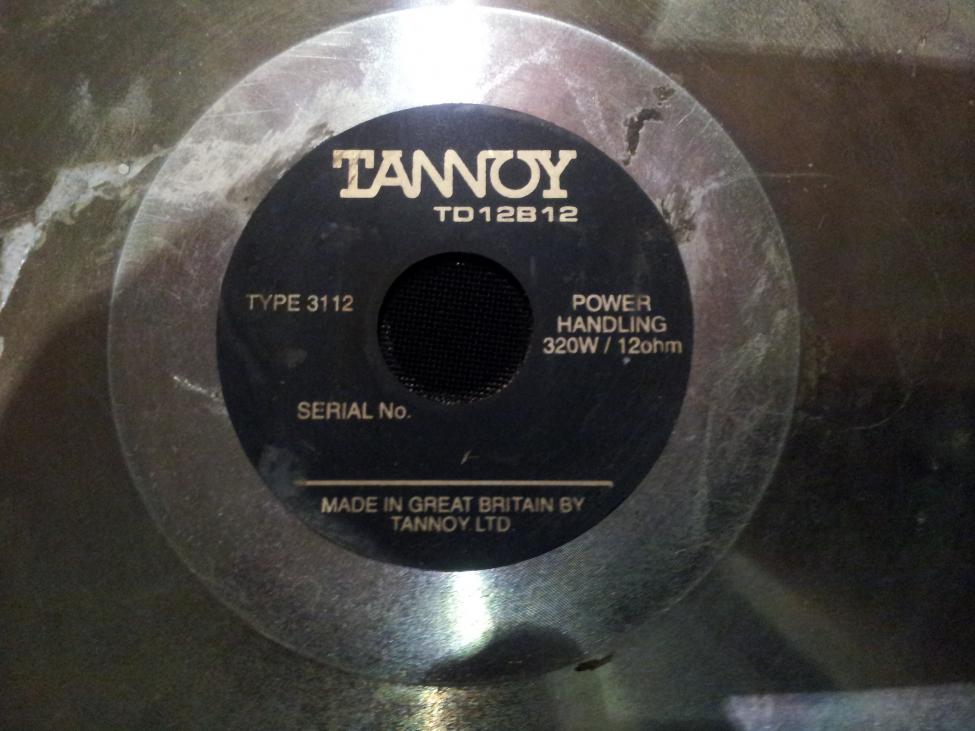 TANNOY
TD12B12
TYPE 3112
POWER
HANDLING
320W / 12ohm
SERIAL No.
MADE IN GREAT BRITAIN BY
TANNOY LTD.